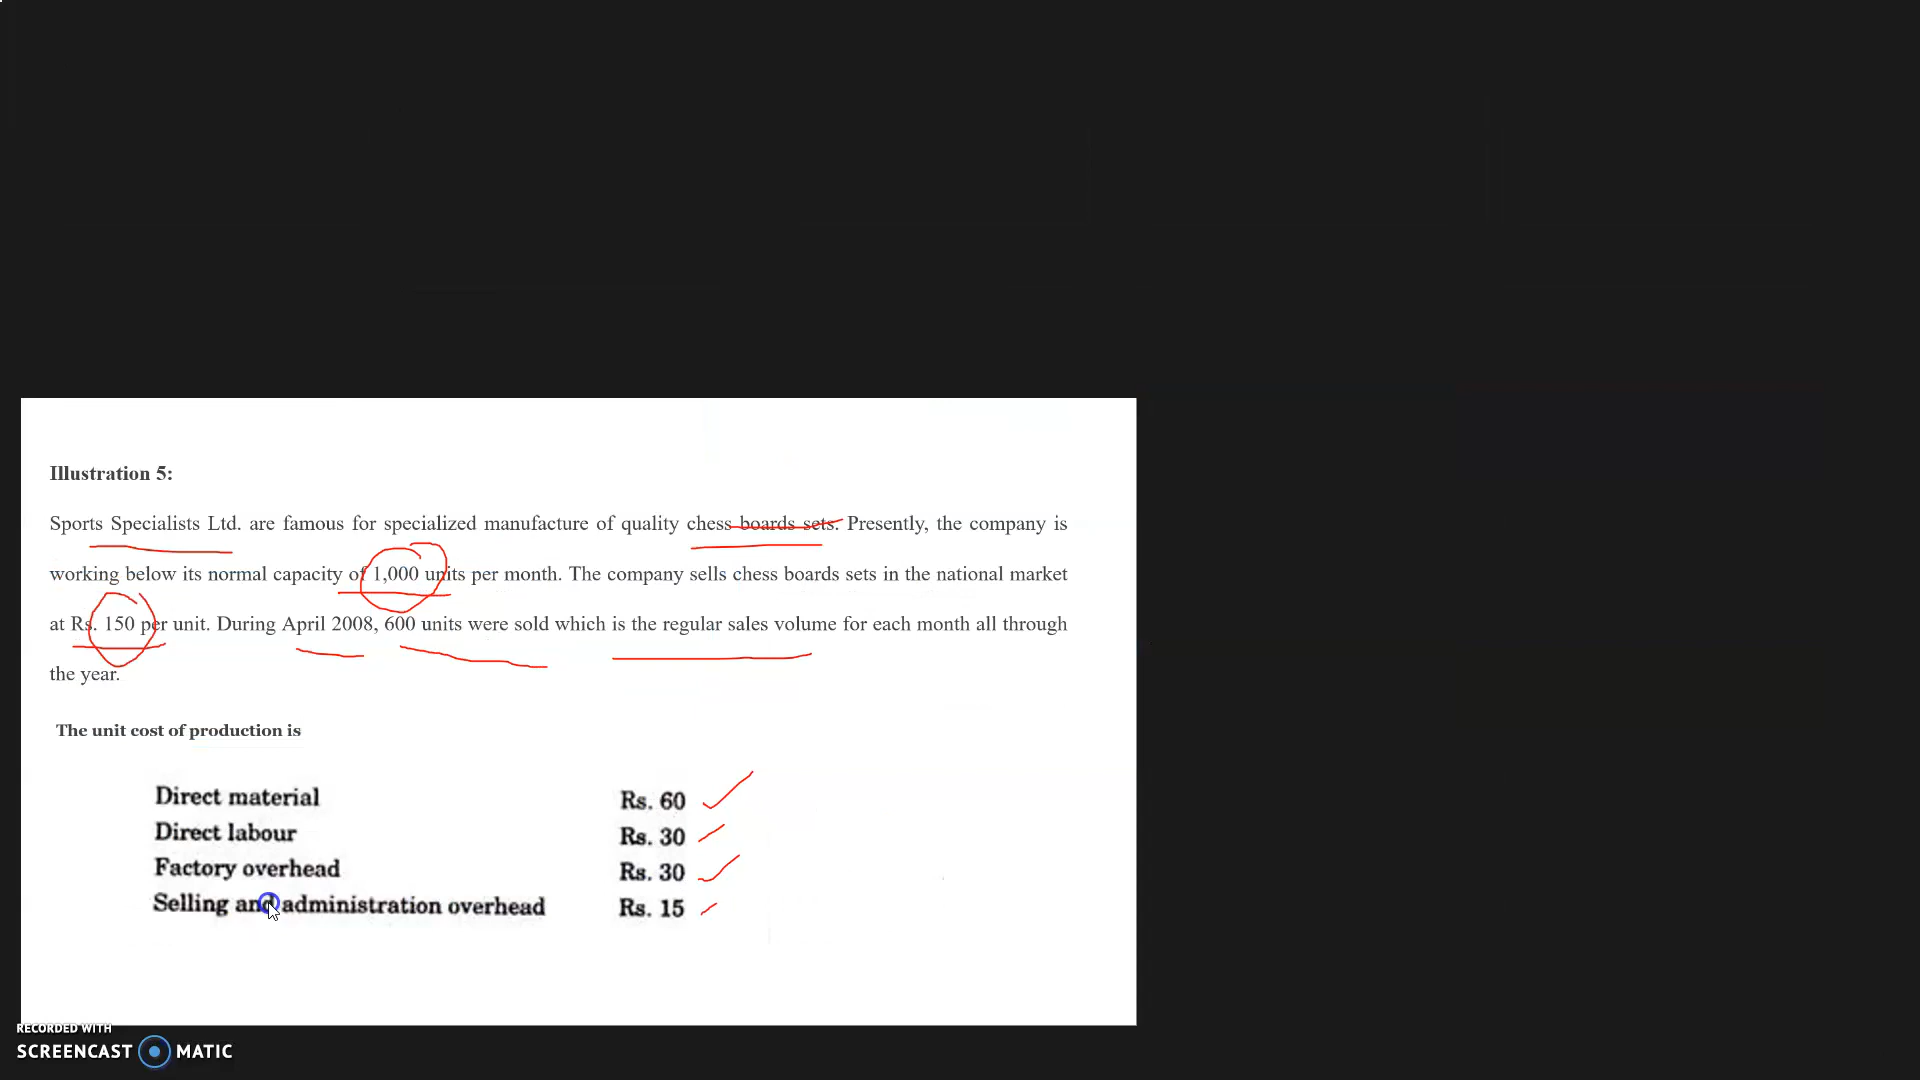 Illustration 5:
Sports Specialists Ltd. are famous for specialized manufacture of quality chess boards sets. Presently, the company is
working below its normal capacity of 1,000 units per month. The company sells chess boards sets in the national market
at Rs. 150 per unit. During April 2008, 600 units were sold which is the regular sales volume for each month all through
the year.
The unit cost of production is
Direct material Rs. 60
Direct labour Rs. 30
Factory overhead Rs. 30
Selling and administration overhead Rs. 15
RECORDED WITH
SCREENCAST MATIC